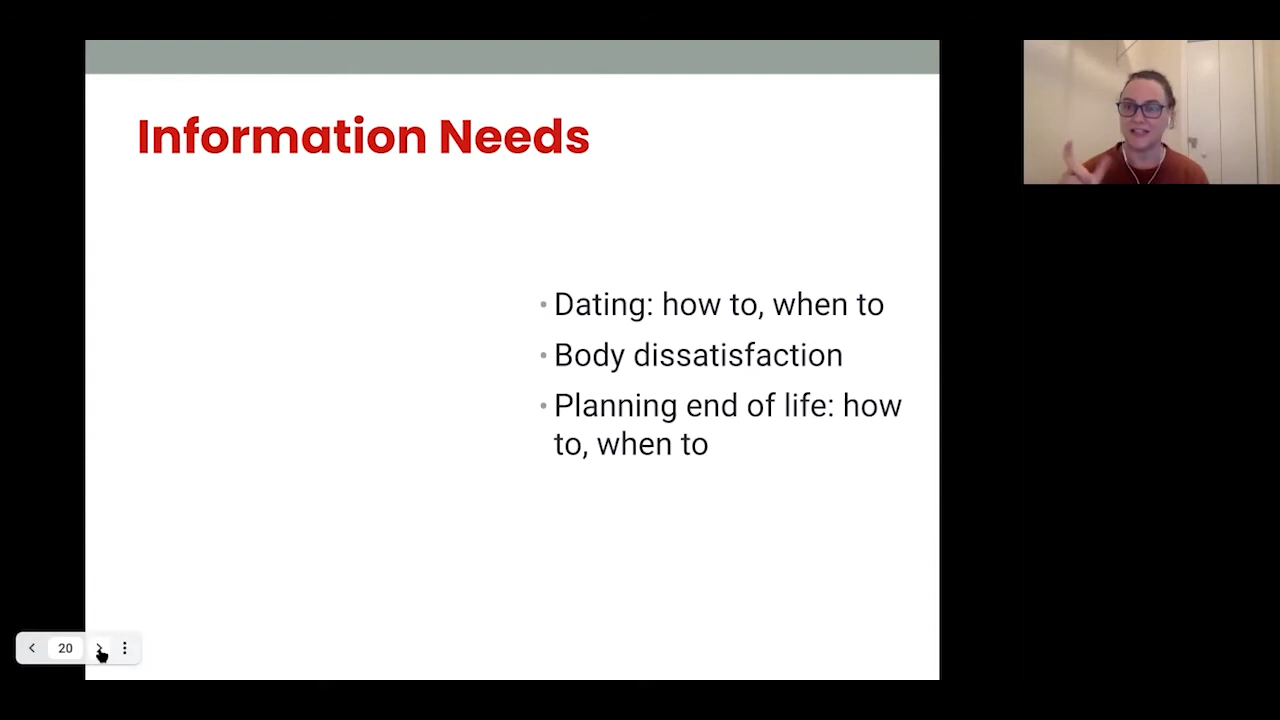 Information Needs
• Dating: how to, when to
• Body dissatisfaction
• Planning end of life: how
to, when to
20